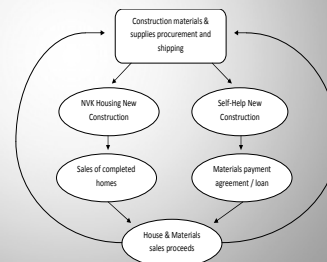 Construction materials &
supplies procurement and
shipping
NVK Housing New
Construction
Self-Help New
Construction
Sales of completed
homes
Materials payment
agreement / loan
House & Materials
sales proceeds